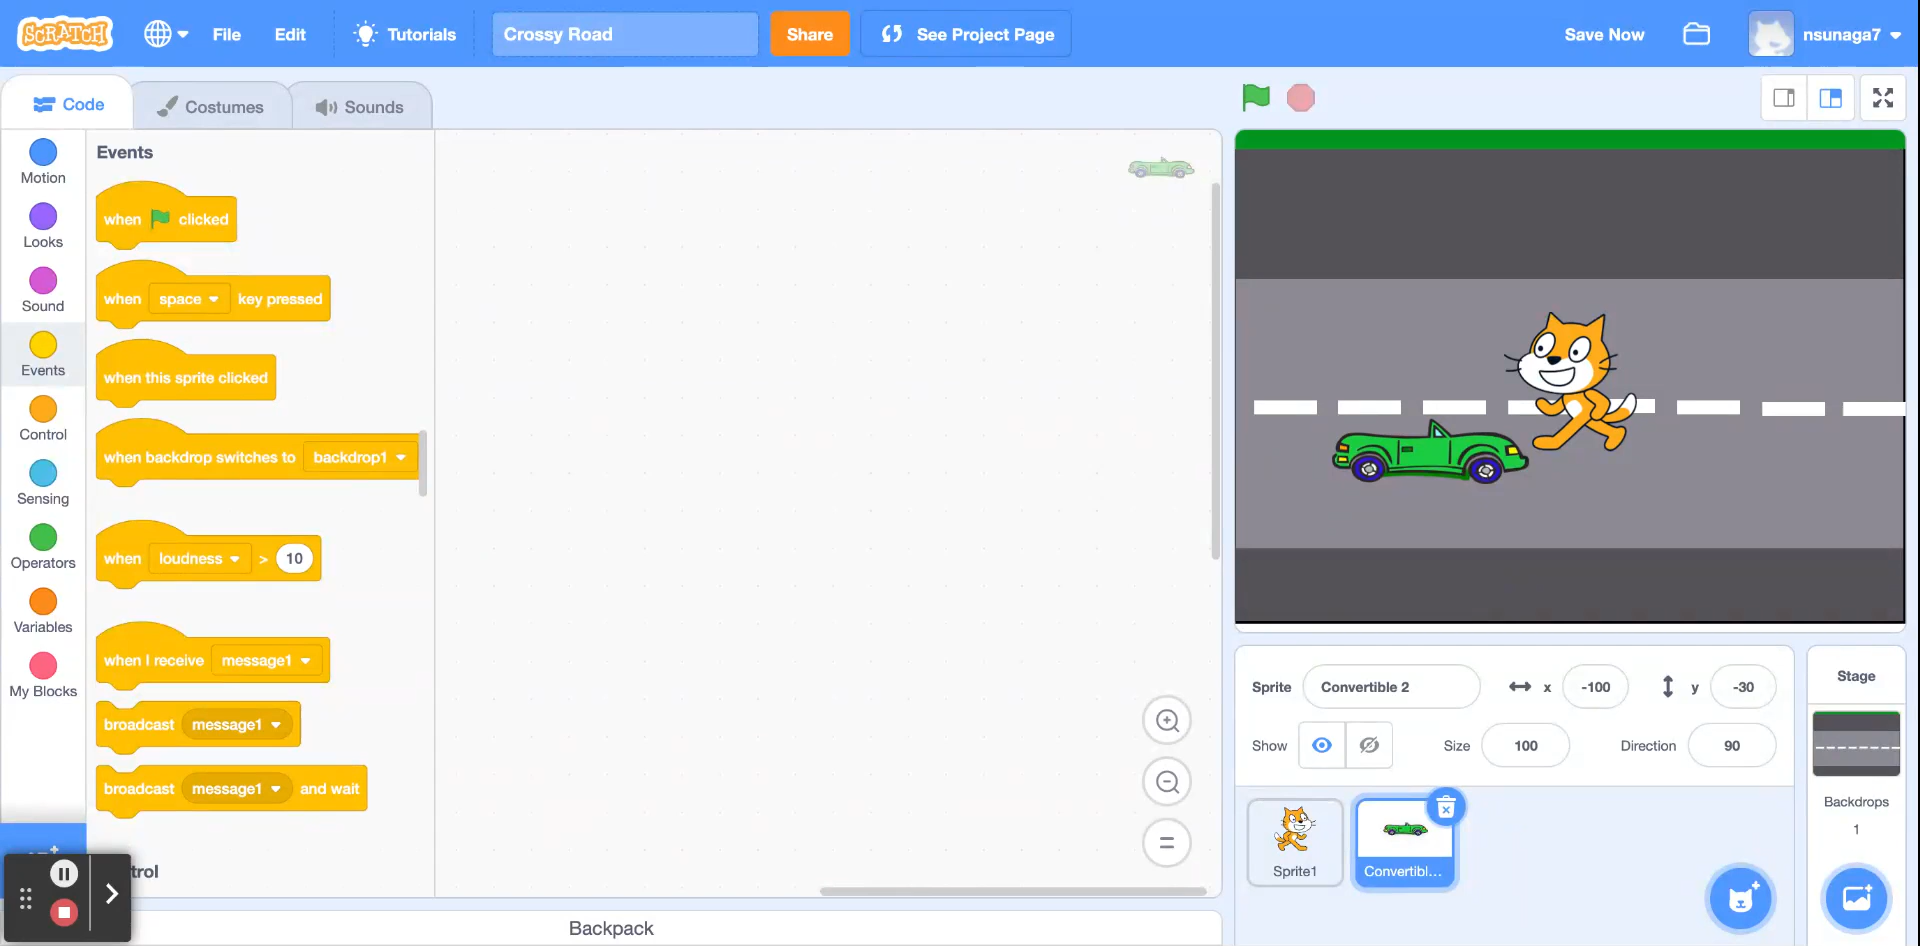 SCRATCH File Edit Tutorials Crossy Road Share See Project Page Save Now nsunaga7
Code Costumes Sounds
Motion
Looks
Sound
Events
Control
Sensing
Operators
Variables
My Blocks
Events
when clicked
when space key pressed
when this sprite clicked
when backdrop switches to backdrop1
when loudness > 10
when I receive message1
broadcast message1
broadcast message1 and wait
trol
Backpack
Sprite Convertible 2 x -100 y -30
Show Size 100 Direction 90
Sprite1 Convertibl...
Stage
Backdrops
1